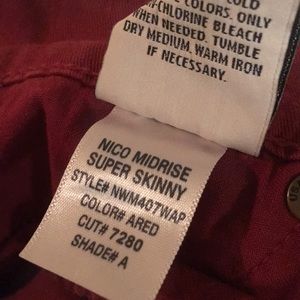 COLD
COLORS. ONLY
N-CHLORINE BLEACH
WHEN NEEDED. TUMBLE
DRY MEDIUM. WARM IRON
IF NECESSARY.
NICO MIDRISE
SUPER SKINNY
STYLE# NWM407WAP
COLOR# ARED
CUT# 7280
SHADE# A